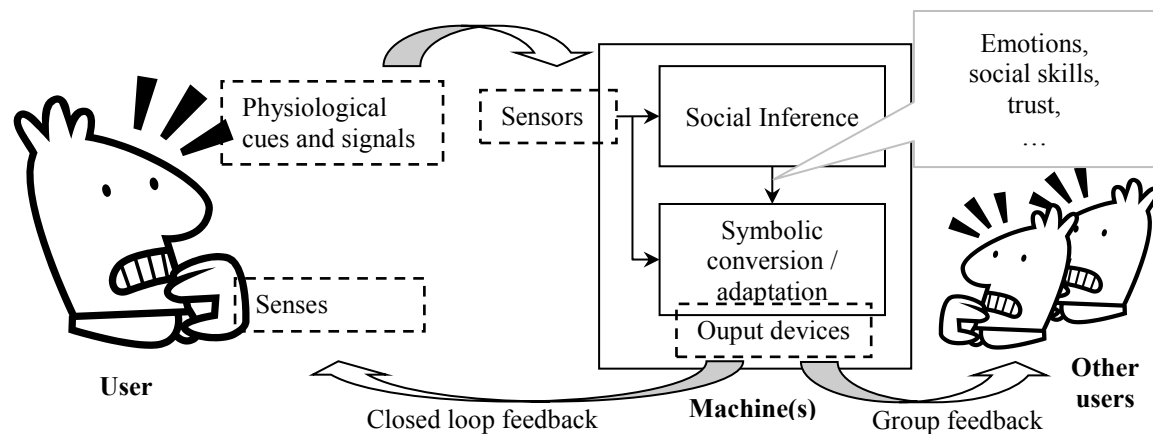 Physiological
cues and signals
Sensors
Social Inference
Emotions,
social skills,
trust,
…
Symbolic
conversion /
adaptation
Senses
Ouput devices
User
Closed loop feedback
Machine(s)
Group feedback
Other
users